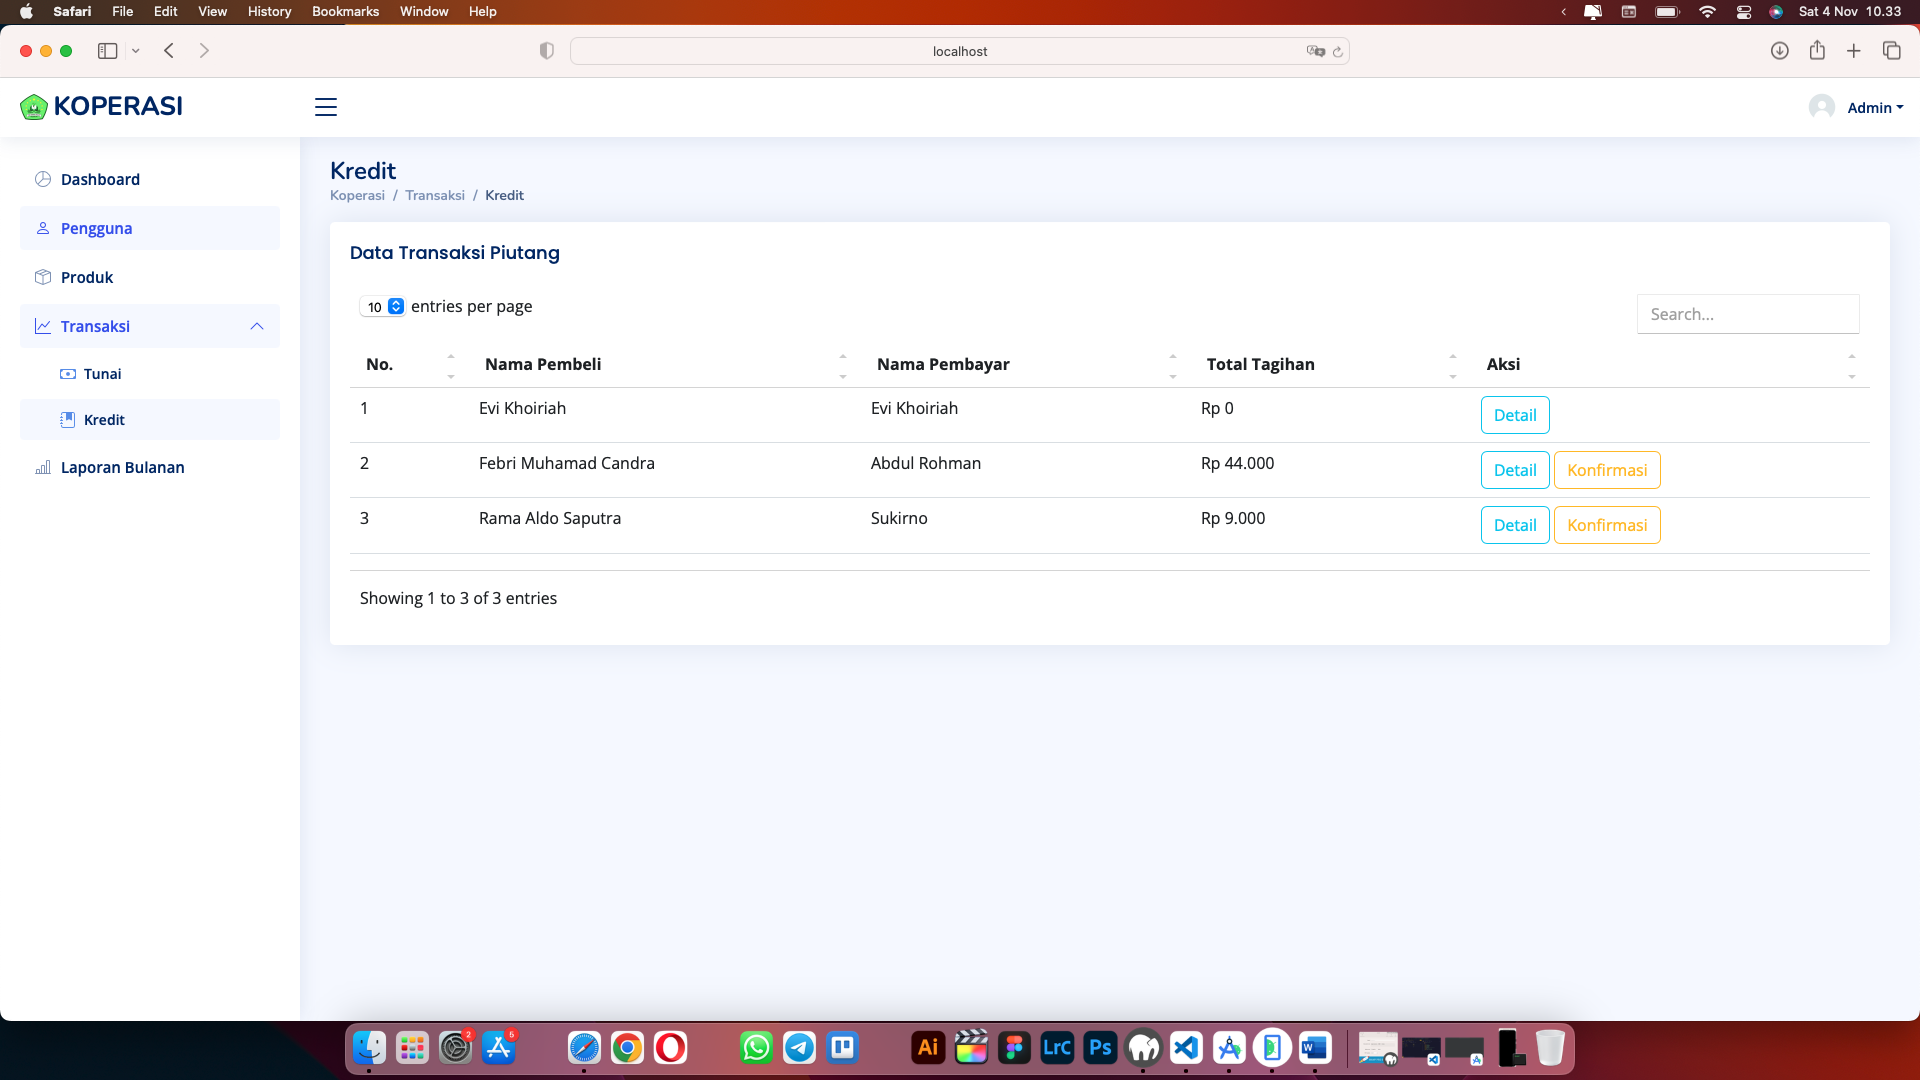 Safari File Edit View History Bookmarks Window Help Sat 4 Nov 10.33
localhost
KOPERASI
Admin
Dashboard
Pengguna
Produk
Transaksi
Tunai
Kredit
Laporan Bulanan
Kredit
Koperasi / Transaksi / Kredit
Data Transaksi Piutang
10 entries per page
Search...
No. Nama Pembeli Nama Pembayar Total Tagihan Aksi
1 Evi Khoiriah Evi Khoiriah Rp 0 Detail
2 Febri Muhamad Candra Abdul Rohman Rp 44.000 Detail Konfirmasi
3 Rama Aldo Saputra Sukirno Rp 9.000 Detail Konfirmasi
Showing 1 to 3 of 3 entries
2 5 Ai LrC Ps W